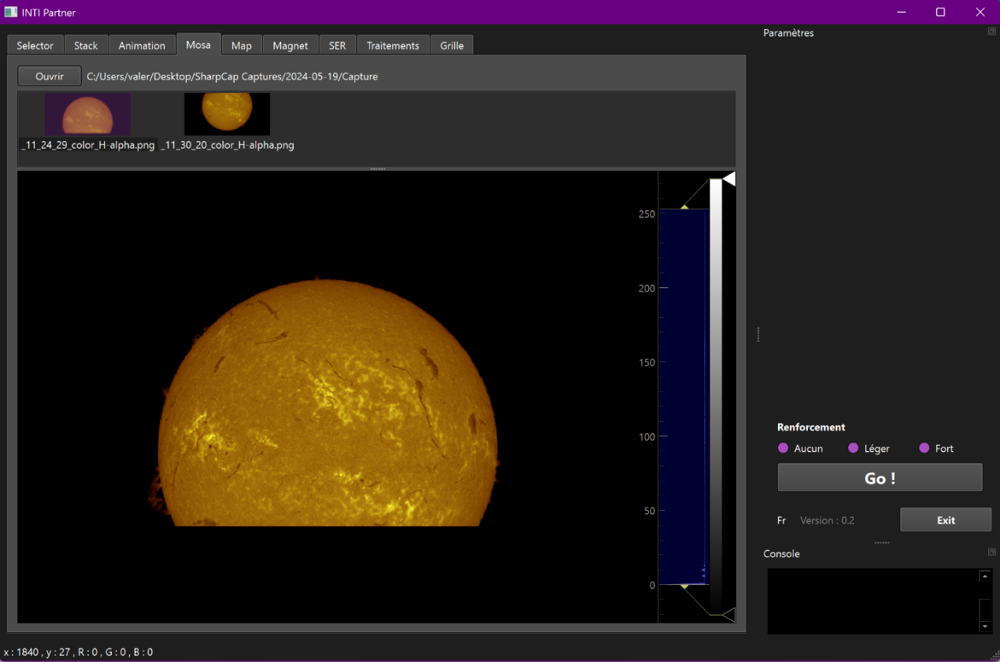 INTI Partner
Selector Stack Animation Mosa Map Magnet SER Traitements Grille
Paramètres
Ouvrir C:/Users/valer/Desktop/SharpCap Captures/2024-05-19/Capture
_11_24_29_color_H-alpha.png _11_30_20_color_H-alpha.png
250
200
150
100
50
0
Renforcement
Aucun Léger Fort
Go !
Fr Version : 0.2 Exit
Console
x : 1840 , y : 27 , R : 0 , G : 0 , B : 0